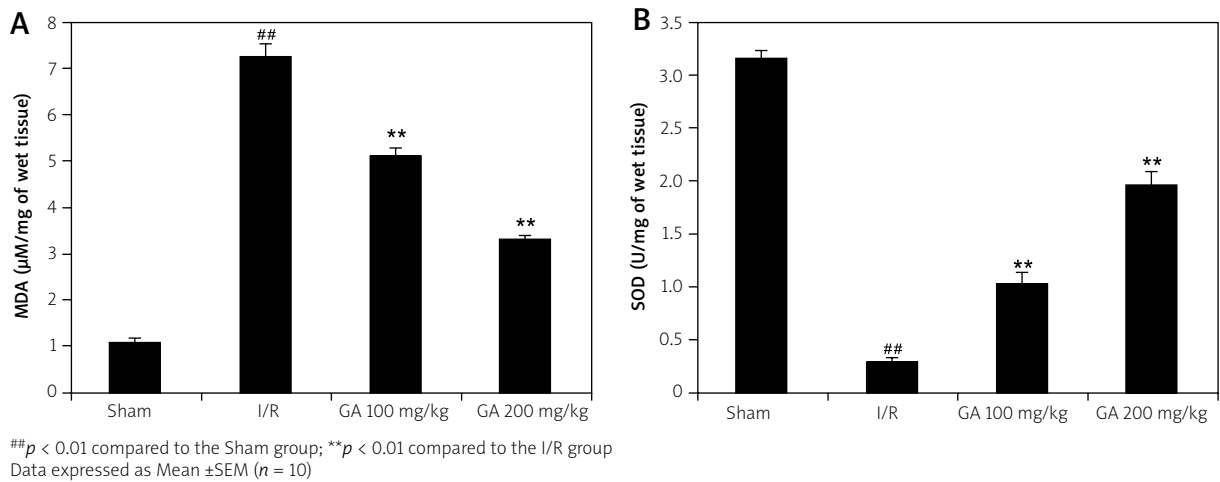 A
MDA (µM/mg of wet tissue)
8
7
6
5
4
3
2
1
0
##
**
**
Sham I/R GA 100 mg/kg GA 200 mg/kg
B
SOD (U/mg of wet tissue)
3.5
3.0
2.5
2.0
1.5
1.0
0.5
0
##
**
**
Sham I/R GA 100 mg/kg GA 200 mg/kg
##p < 0.01 compared to the Sham group; **p < 0.01 compared to the I/R group
Data expressed as Mean ±SEM (n = 10)